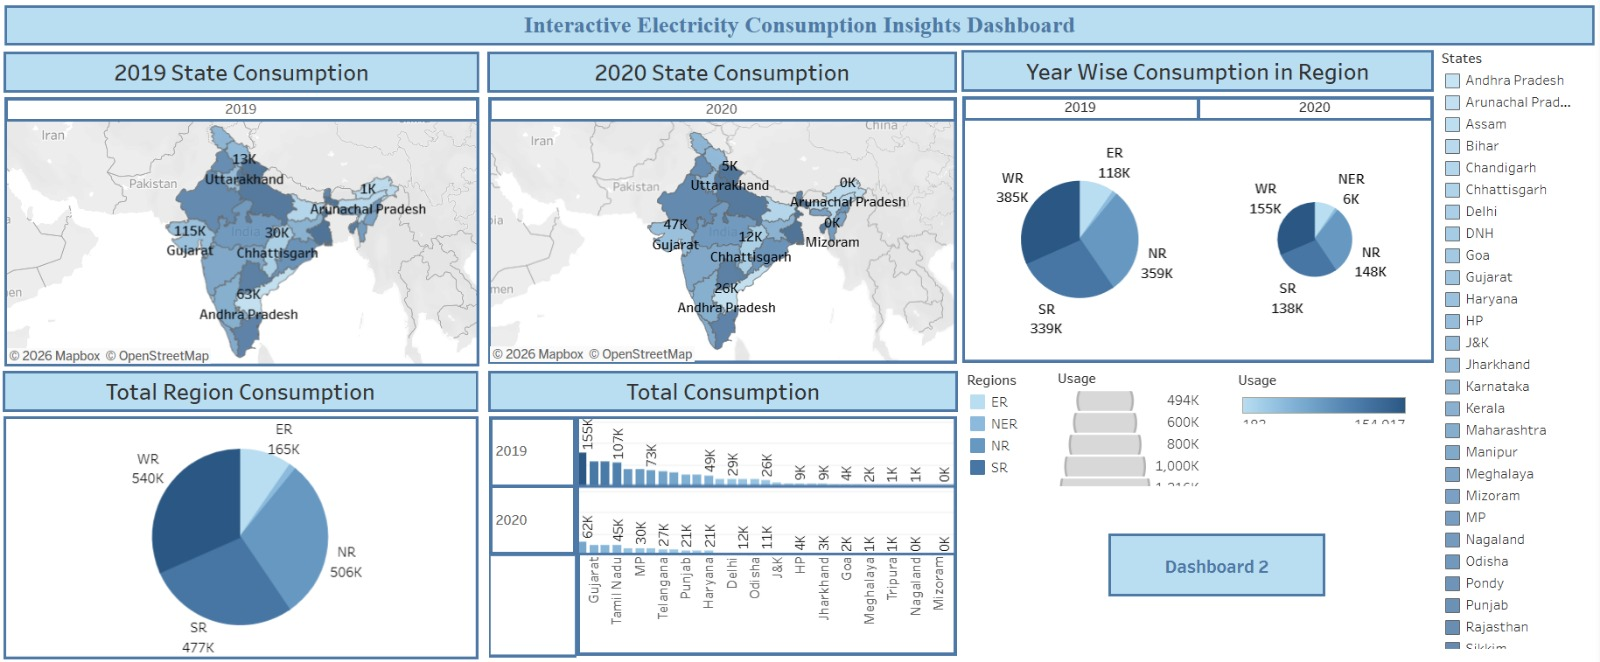 Interactive Electricity Consumption Insights Dashboard
2019 State Consumption
2019
Iran
Pakistan
13K
Uttarakhand
1K
Arunachal Pradesh
115K
India
30K
Gujarat
Chhattisgarh
63K
Andhra Pradesh
© 2026 Mapbox © OpenStreetMap
2020 State Consumption
2020
Iran
China
Pakistan
5K
Uttarakhand
0K
Arunachal Pradesh
47K
India
12K
0K
Gujarat
Mizoram
Chhattisgarh
26K
Andhra Pradesh
© 2026 Mapbox © OpenStreetMap
Year Wise Consumption in Region
2019
2020
ER
118K
WR
385K
NR
359K
SR
339K
WR
155K
NER
6K
NR
148K
SR
138K
States
Andhra Pradesh
Arunachal Prad...
Assam
Bihar
Chandigarh
Chhattisgarh
Delhi
DNH
Goa
Gujarat
Haryana
HP
J&K
Jharkhand
Karnataka
Kerala
Maharashtra
Manipur
Meghalaya
Mizoram
MP
Nagaland
Odisha
Pondy
Punjab
Rajasthan
Sikkim
Total Region Consumption
ER
165K
WR
540K
NR
506K
SR
477K
Total Consumption
2019
155K
107K
73K
49K
29K
26K
9K
9K
4K
2K
1K
1K
0K
2020
62K
45K
30K
27K
21K
21K
12K
11K
4K
3K
2K
1K
1K
0K
0K
Gujarat
Tamil Nadu
MP
Telangana
Punjab
Haryana
Delhi
Odisha
J&K
HP
Jharkhand
Goa
Meghalaya
Tripura
Nagaland
Mizoram
Regions
ER
NER
NR
SR
Usage
494K
600K
800K
1,000K
Usage
Dashboard 2